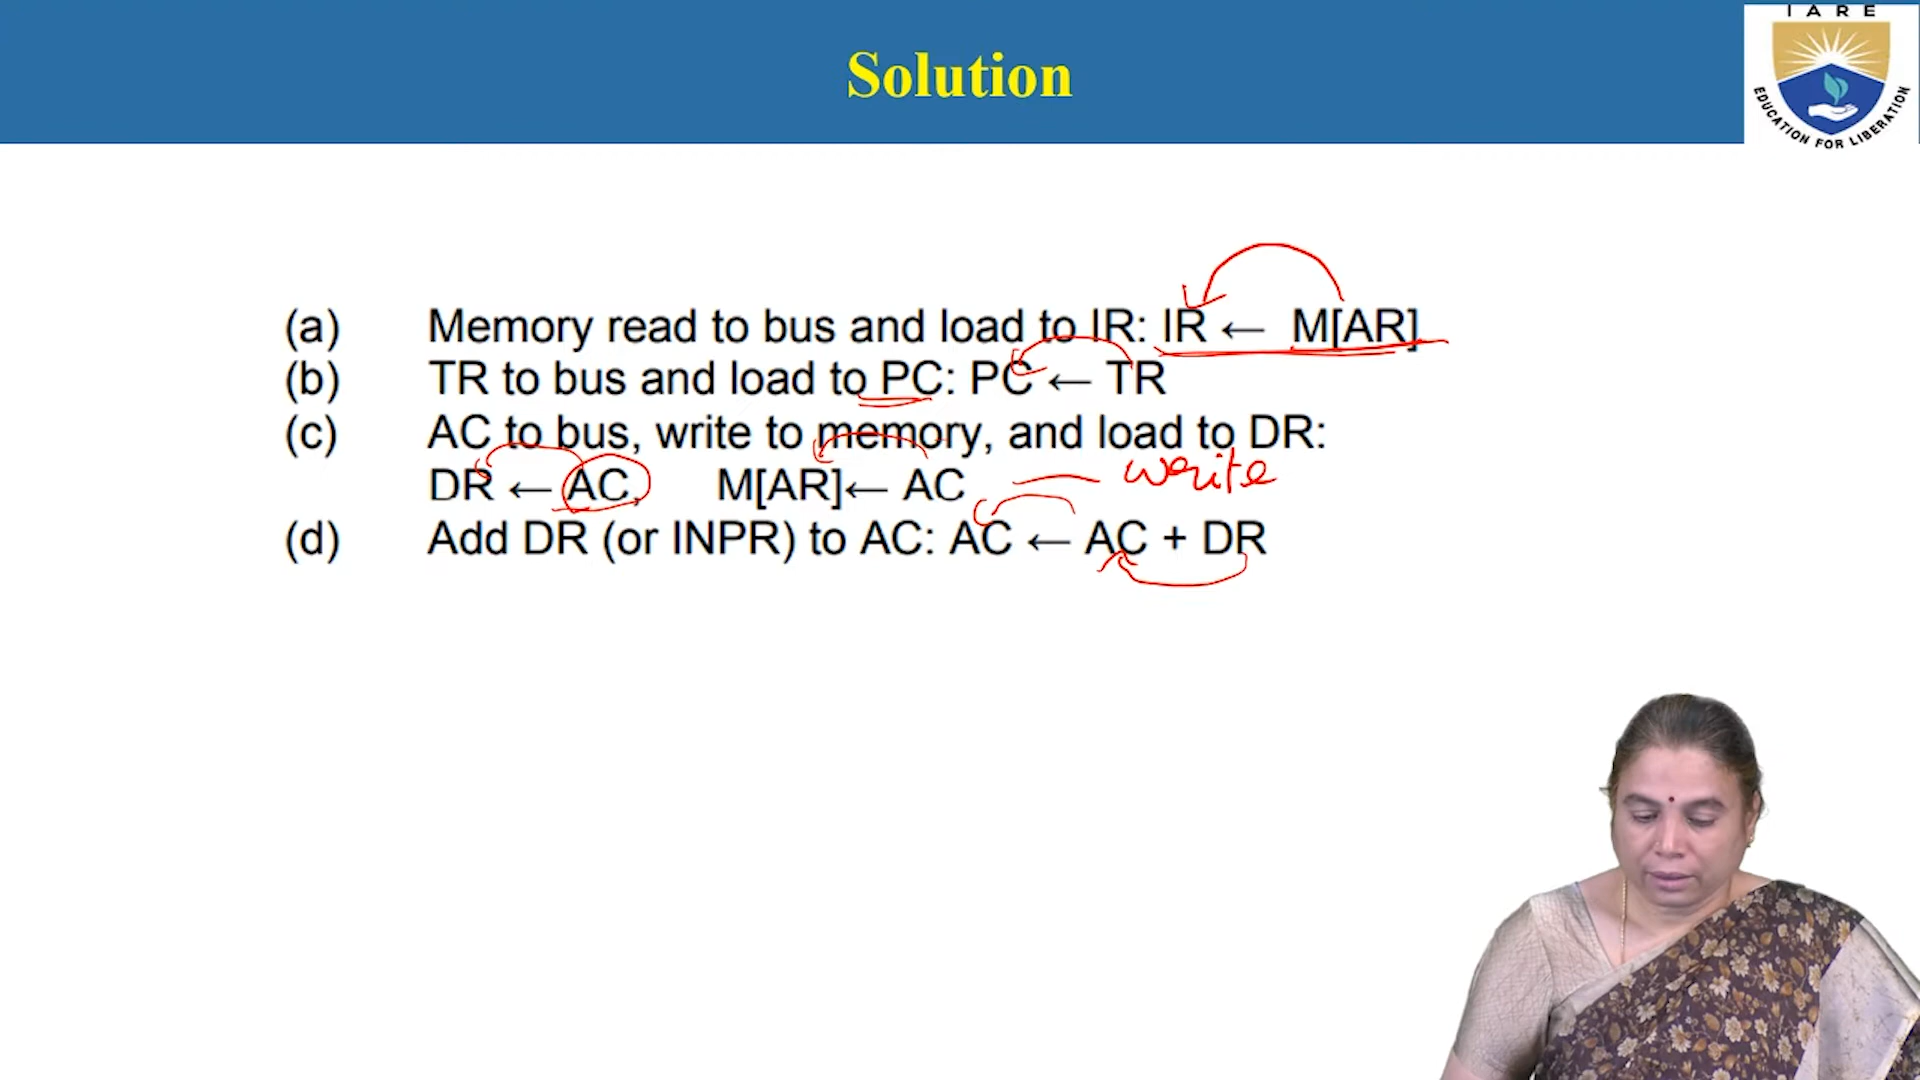 Solution
IARE
EDUCATION FOR LIBERATION
(a) Memory read to bus and load to IR: IR ← M[AR]
(b) TR to bus and load to PC: PC ← TR
(c) AC to bus, write to memory, and load to DR:
DR ← AC, M[AR]← AC write
(d) Add DR (or INPR) to AC: AC ← AC + DR